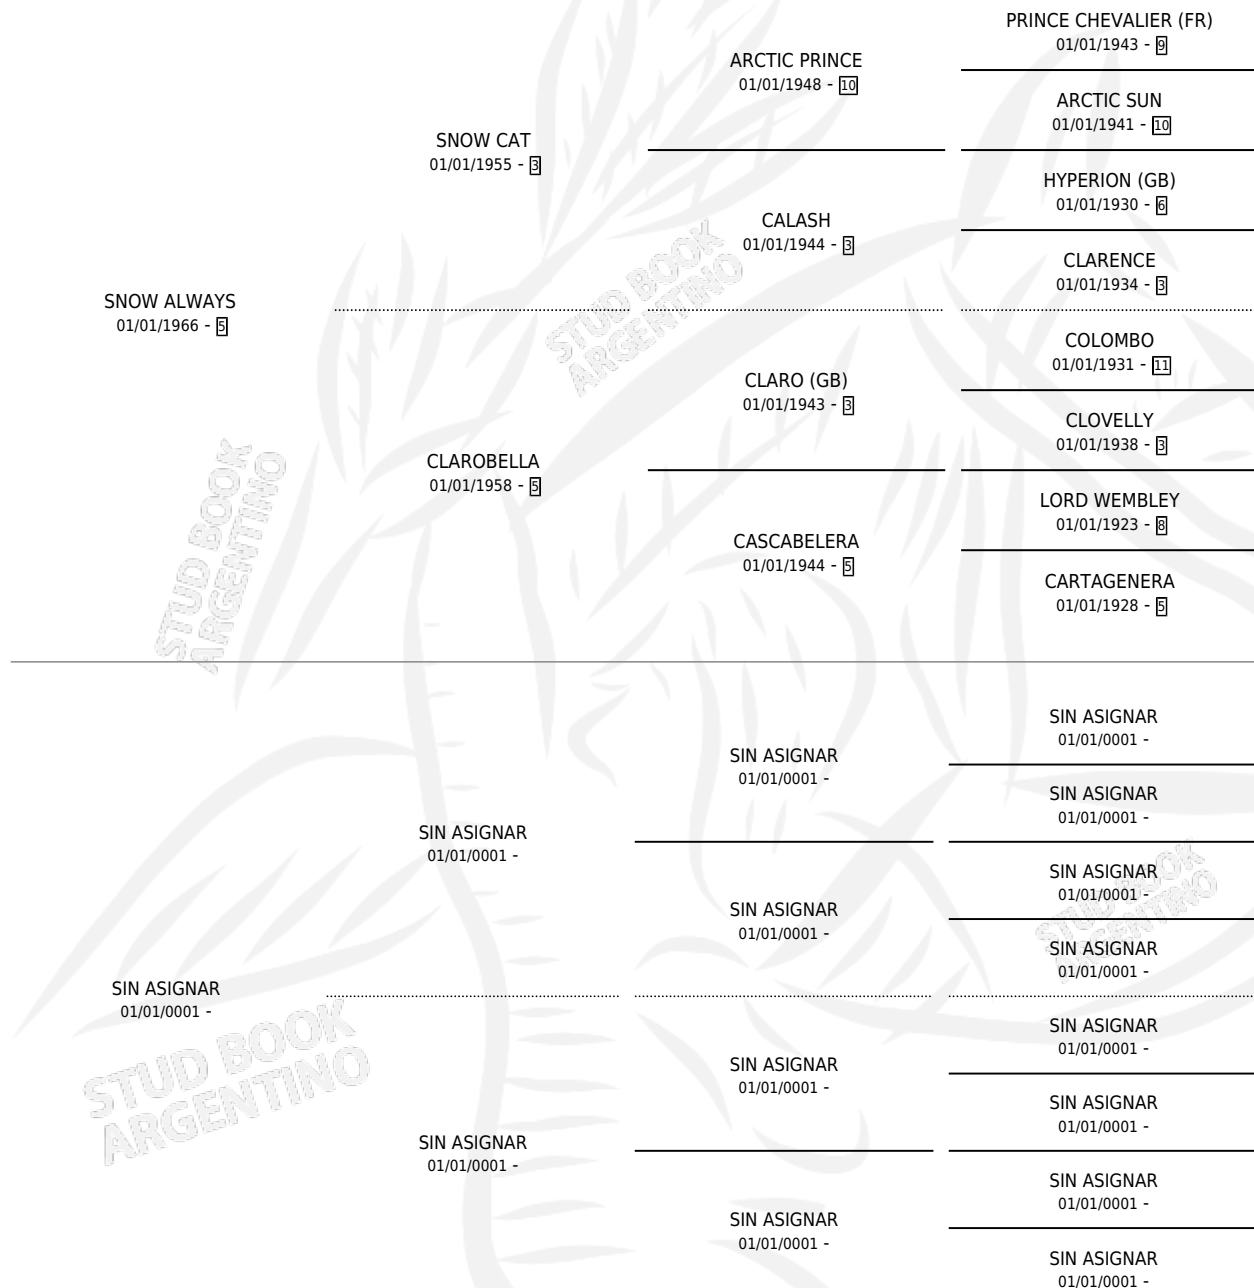 PRINCE CHEVALIER (FR)
01/01/1943 - 9
ARCTIC PRINCE
01/01/1948 - 10
ARCTIC SUN
01/01/1941 - 10
SNOW CAT
01/01/1955 - 3
HYPERION (GB)
01/01/1930 - 6
CALASH
01/01/1944 - 3
CLARENCE
01/01/1934 - 3
SNOW ALWAYS
01/01/1966 - 5
COLOMBO
01/01/1931 - 11
CLARO (GB)
01/01/1943 - 3
CLOVELLY
01/01/1938 - 3
CLAROBELLA
01/01/1958 - 5
LORD WEMBLEY
01/01/1923 - 8
CASCABELERA
01/01/1944 - 5
CARTAGENERA
01/01/1928 - 5
STUD BOOK
ARGENTINO
STUD BOOK
ARGENTINO
SIN ASIGNAR
01/01/0001 -
SIN ASIGNAR
01/01/0001 -
SIN ASIGNAR
01/01/0001 -
SIN ASIGNAR
01/01/0001 -
SIN ASIGNAR
01/01/0001 -
SIN ASIGNAR
01/01/0001 -
SIN ASIGNAR
01/01/0001 -
SIN ASIGNAR
01/01/0001 -
SIN ASIGNAR
01/01/0001 -
SIN ASIGNAR
01/01/0001 -
SIN ASIGNAR
01/01/0001 -
SIN ASIGNAR
01/01/0001 -
SIN ASIGNAR
01/01/0001 -
SIN ASIGNAR
01/01/0001 -
SIN ASIGNAR
01/01/0001 -
STUD BOOK
ARGENTINO
STUD BOOK
ARGENTINO